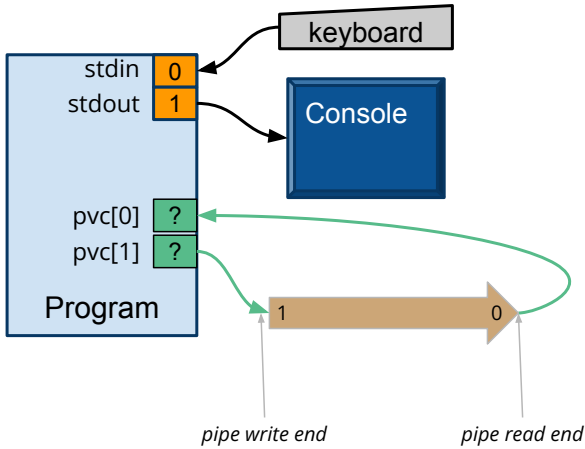 keyboard
stdin 0
stdout 1
Console
pvc[0] ?
pvc[1] ?
Program
1 0
pipe write end pipe read end